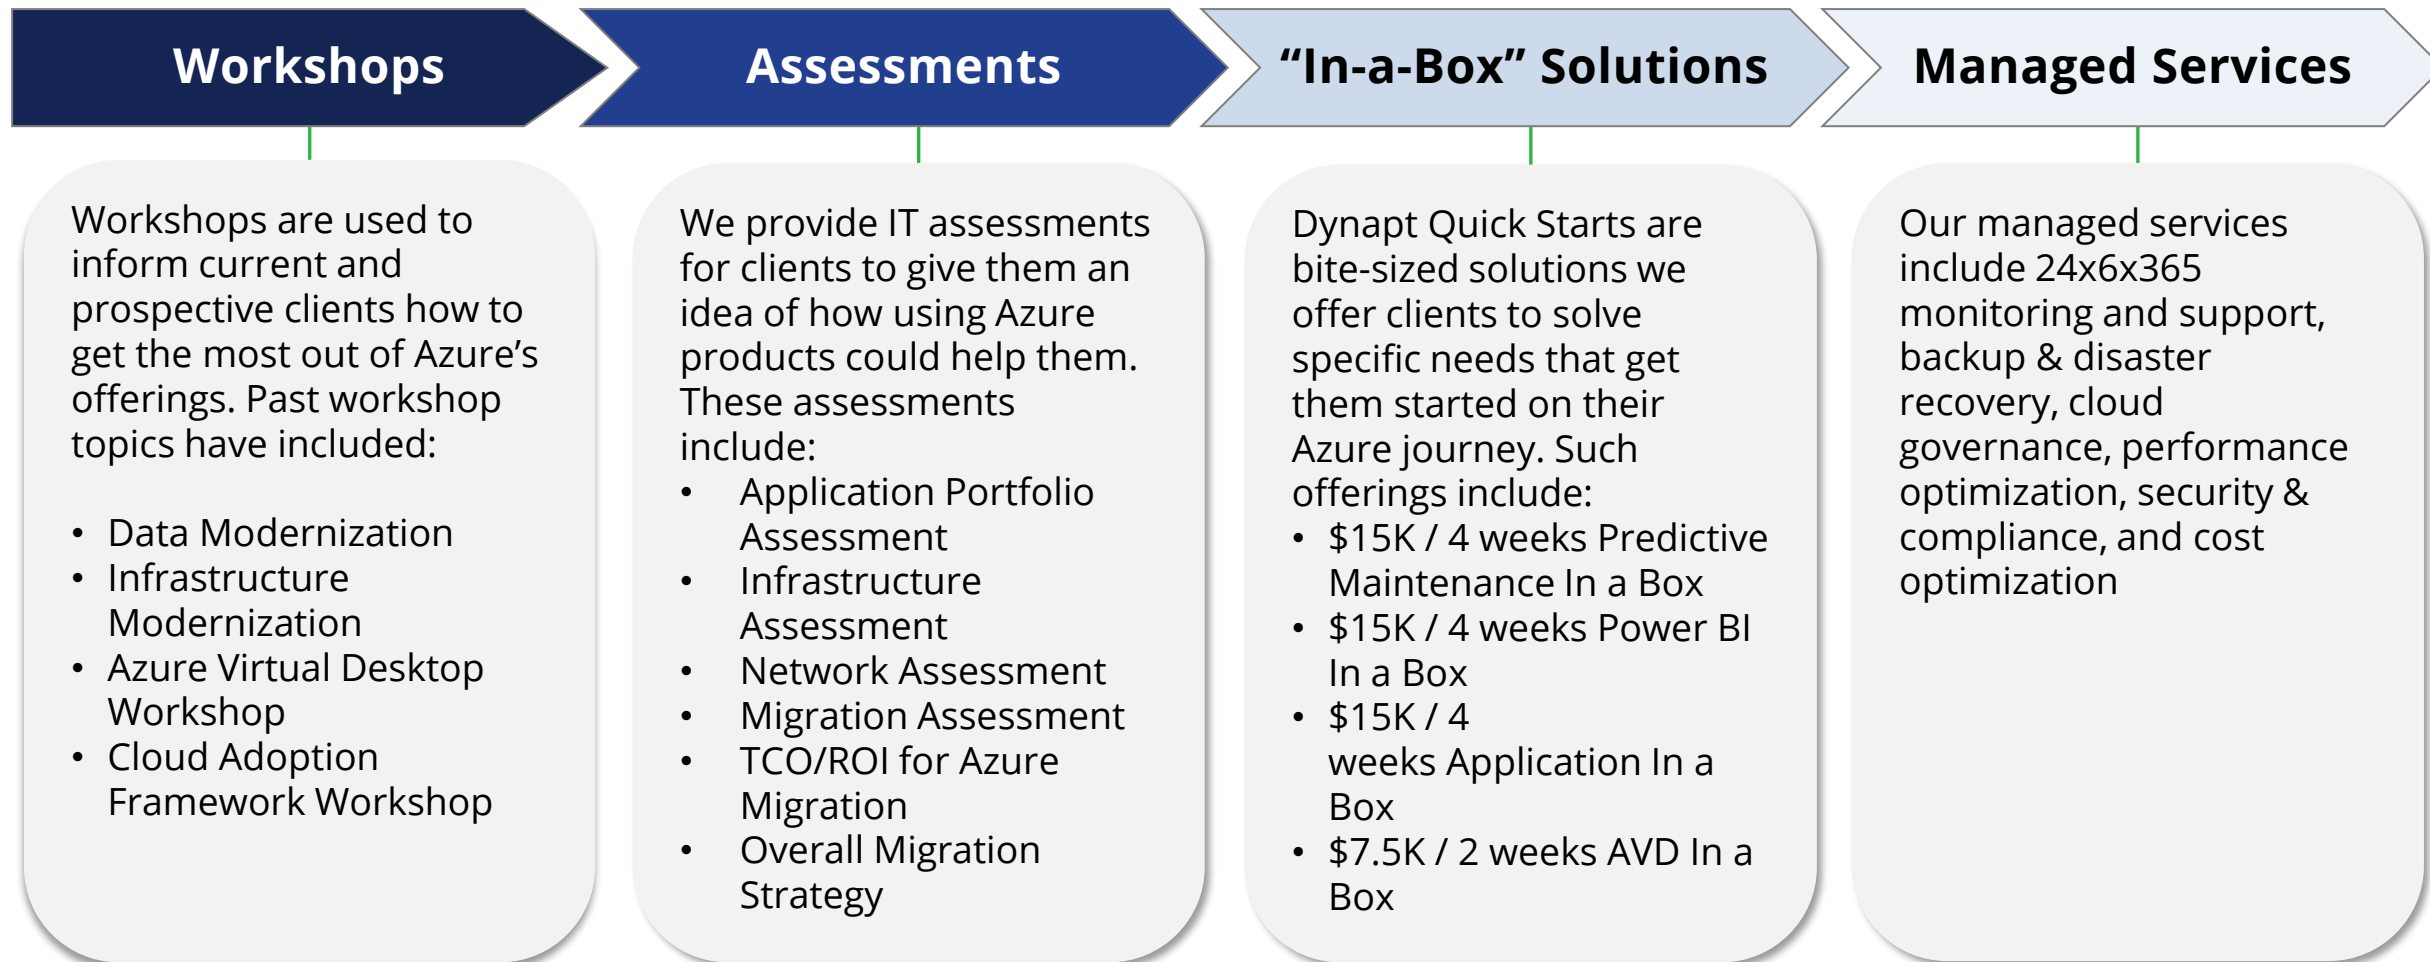 Workshops
Assessments
“In-a-Box” Solutions
Managed Services
Workshops are used to
inform current and
prospective clients how to
get the most out of Azure’s
offerings. Past workshop
topics have included:
• Data Modernization
• Infrastructure
Modernization
• Azure Virtual Desktop
Workshop
• Cloud Adoption
Framework Workshop
We provide IT assessments
for clients to give them an
idea of how using Azure
products could help them.
These assessments
include:
• Application Portfolio
Assessment
• Infrastructure
Assessment
• Network Assessment
• Migration Assessment
• TCO/ROI for Azure
Migration
• Overall Migration
Strategy
Dynapt Quick Starts are
bite-sized solutions we
offer clients to solve
specific needs that get
them started on their
Azure journey. Such
offerings include:
• $15K / 4 weeks Predictive
Maintenance In a Box
• $15K / 4 weeks Power BI
In a Box
• $15K / 4
weeks Application In a
Box
• $7.5K / 2 weeks AVD In a
Box
Our managed services
include 24x6x365
monitoring and support,
backup & disaster
recovery, cloud
governance, performance
optimization, security &
compliance, and cost
optimization